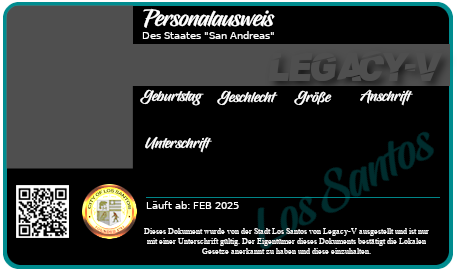 Personalausweis
Des Staates "San Andreas"
LEGACY-V
Geburtstag Geschlecht Größe Anschrift
Unterschrift
Los Santos
CITY OF LOS SANTOS
Läuft ab: FEB 2025
Dieses Dokument wurde von der Stadt Los Santos von Legacy-V ausgestellt und ist nur
mit einer Unterschrift gültig. Der Eigentümer dieses Dokuments bestätigt die Lokalen
Gesetze anerkannt zu haben und diese einzuhalten.